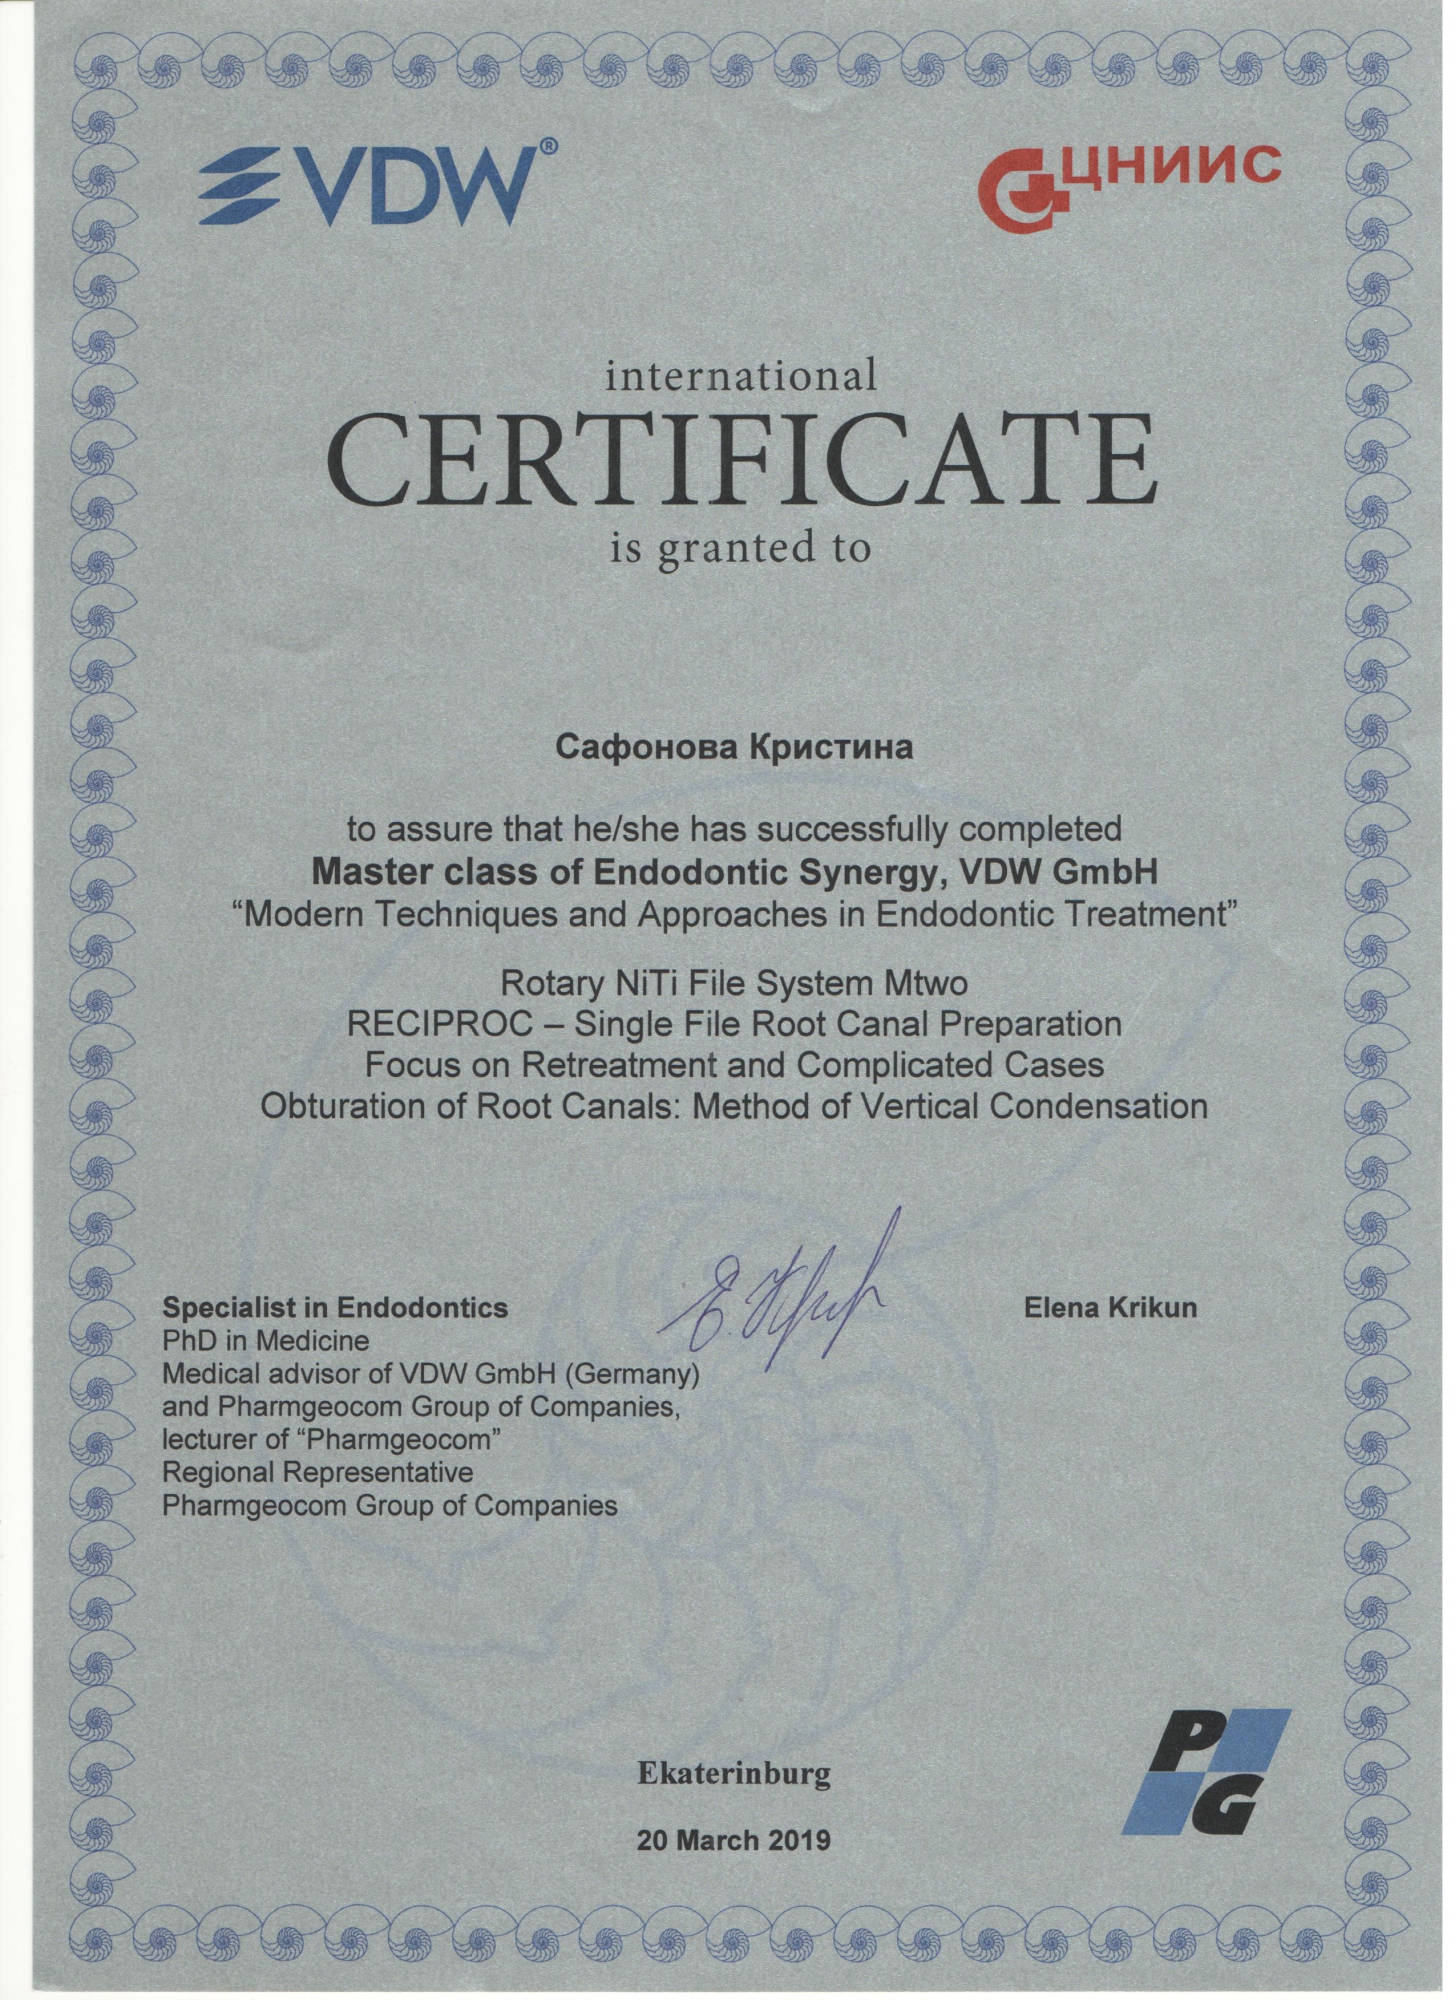 VDW®
ЦНИИС
international
CERTIFICATE
is granted to
Сафонова Кристина
to assure that he/she has successfully completed
Master class of Endodontic Synergy, VDW GmbH
“Modern Techniques and Approaches in Endodontic Treatment”
Rotary NiTi File System Mtwo
RECIPROC – Single File Root Canal Preparation
Focus on Retreatment and Complicated Cases
Obturation of Root Canals: Method of Vertical Condensation
Specialist in Endodontics
Elena Krikun
PhD in Medicine
Medical advisor of VDW GmbH (Germany)
and Pharmgeocom Group of Companies,
lecturer of “Pharmgeocom”
Regional Representative
Pharmgeocom Group of Companies
Ekaterinburg
20 March 2019
P
G